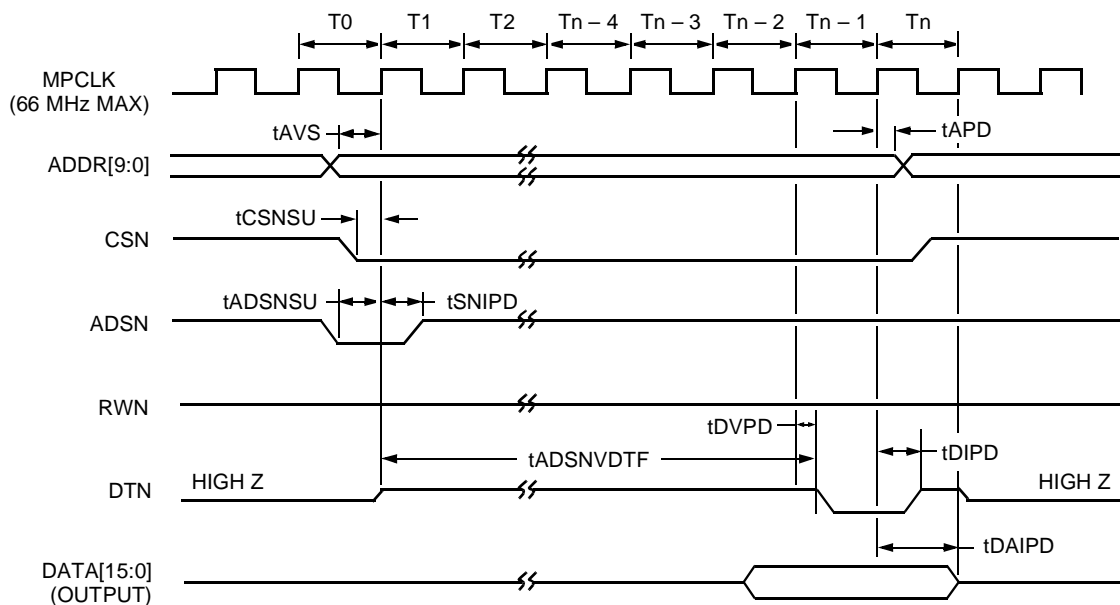 T0 T1 T2 Tn – 4 Tn – 3 Tn – 2 Tn – 1 Tn
MPCLK
(66 MHz MAX)
tAVS
tAPD
ADDR[9:0]
tCSNSU
CSN
tADSNSU
tSNIPD
ADSN
RWN
tDVPD
tADSNVDTF
tDIPD
DTN
HIGH Z
HIGH Z
tDAIPD
DATA[15:0]
(OUTPUT)